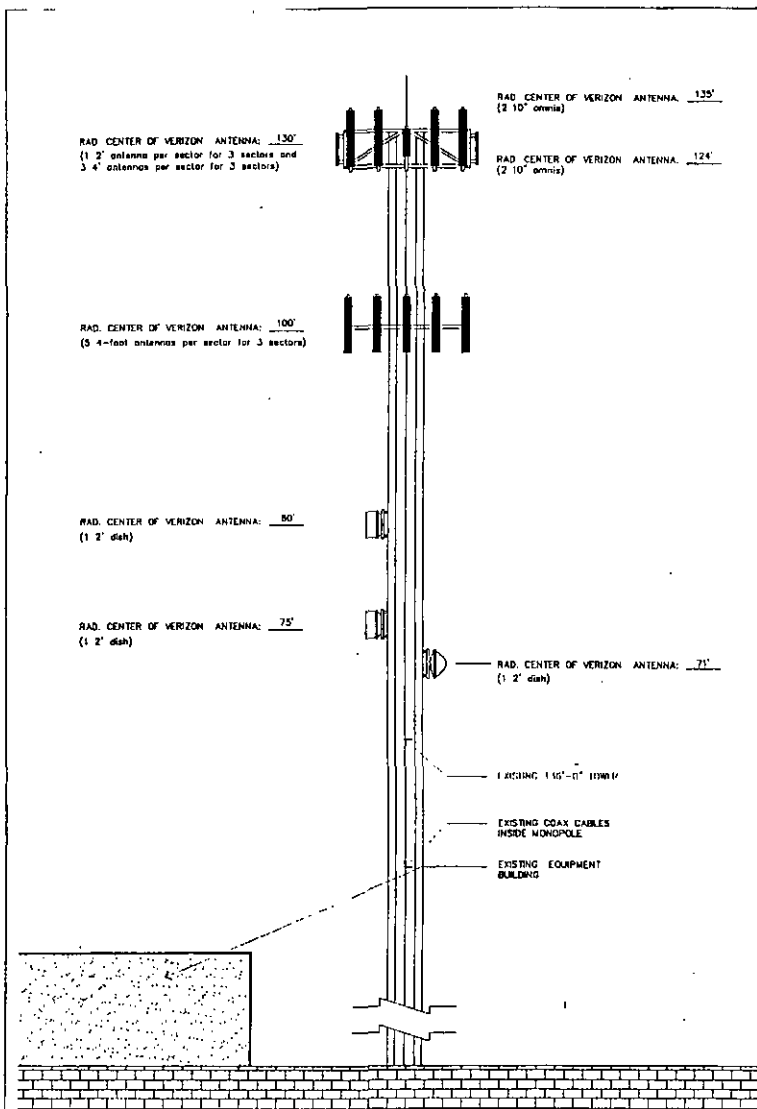 RAD CENTER OF VERIZON ANTENNA: 135'
(2 10" omnis)
RAD CENTER OF VERIZON ANTENNA: 130'
(1 2' antenna per sector for 3 sectors and
3 4' antennas per sector for 3 sectors)
RAD CENTER OF VERIZON ANTENNA. 124'
(2 10" omnis)
RAD. CENTER OF VERIZON ANTENNA: 100'
(5 4-foot antennas per sector for 3 sectors)
RAD. CENTER OF VERIZON ANTENNA:
(1 2' dish)
RAD. CENTER OF VERIZON ANTENNA: 75'
(1 2' dish)
RAD. CENTER OF VERIZON ANTENNA: 71'
(1 2' dish)
EXISTING TOWER
EXISTING COAX CABLES
INSIDE MONOPOLE
EXISTING EQUIPMENT
BUILDING